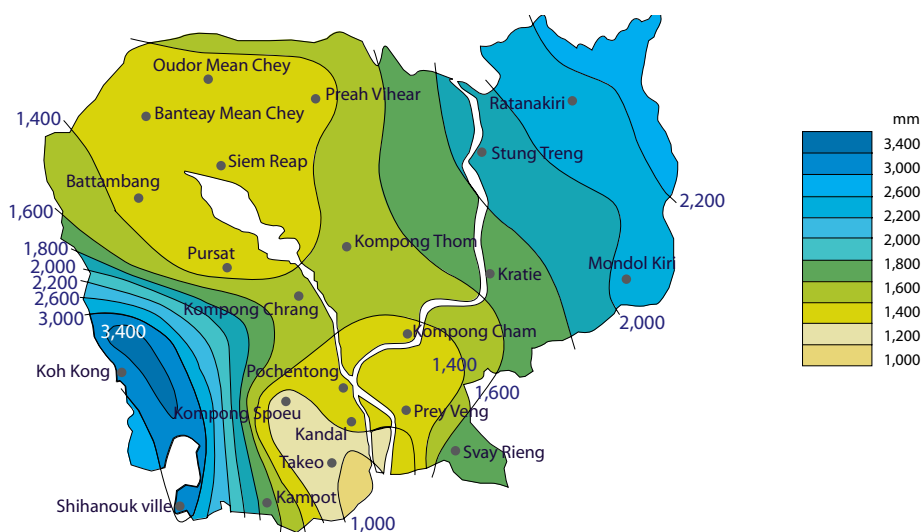 Oudor Mean Chey
Preah Vihear
Banteay Mean Chey
Ratanakiri
1,400
Stung Treng
Siem Reap
Battambang
2,200
1,600
1,800
2,000
2,200
2,600
3,000
3,400
Pursat
Kompong Thom
Kratie
Mondol Kiri
Kompong Chrang
2,000
Kompong Cham
Koh Kong
Pochentong
1,400
1,600
Kompong Spoeu
Prey Veng
Kandal
Svay Rieng
Takeo
Shihanouk ville
Kampot
1,000
mm
3,400
3,000
2,600
2,200
2,000
1,800
1,600
1,400
1,200
1,000